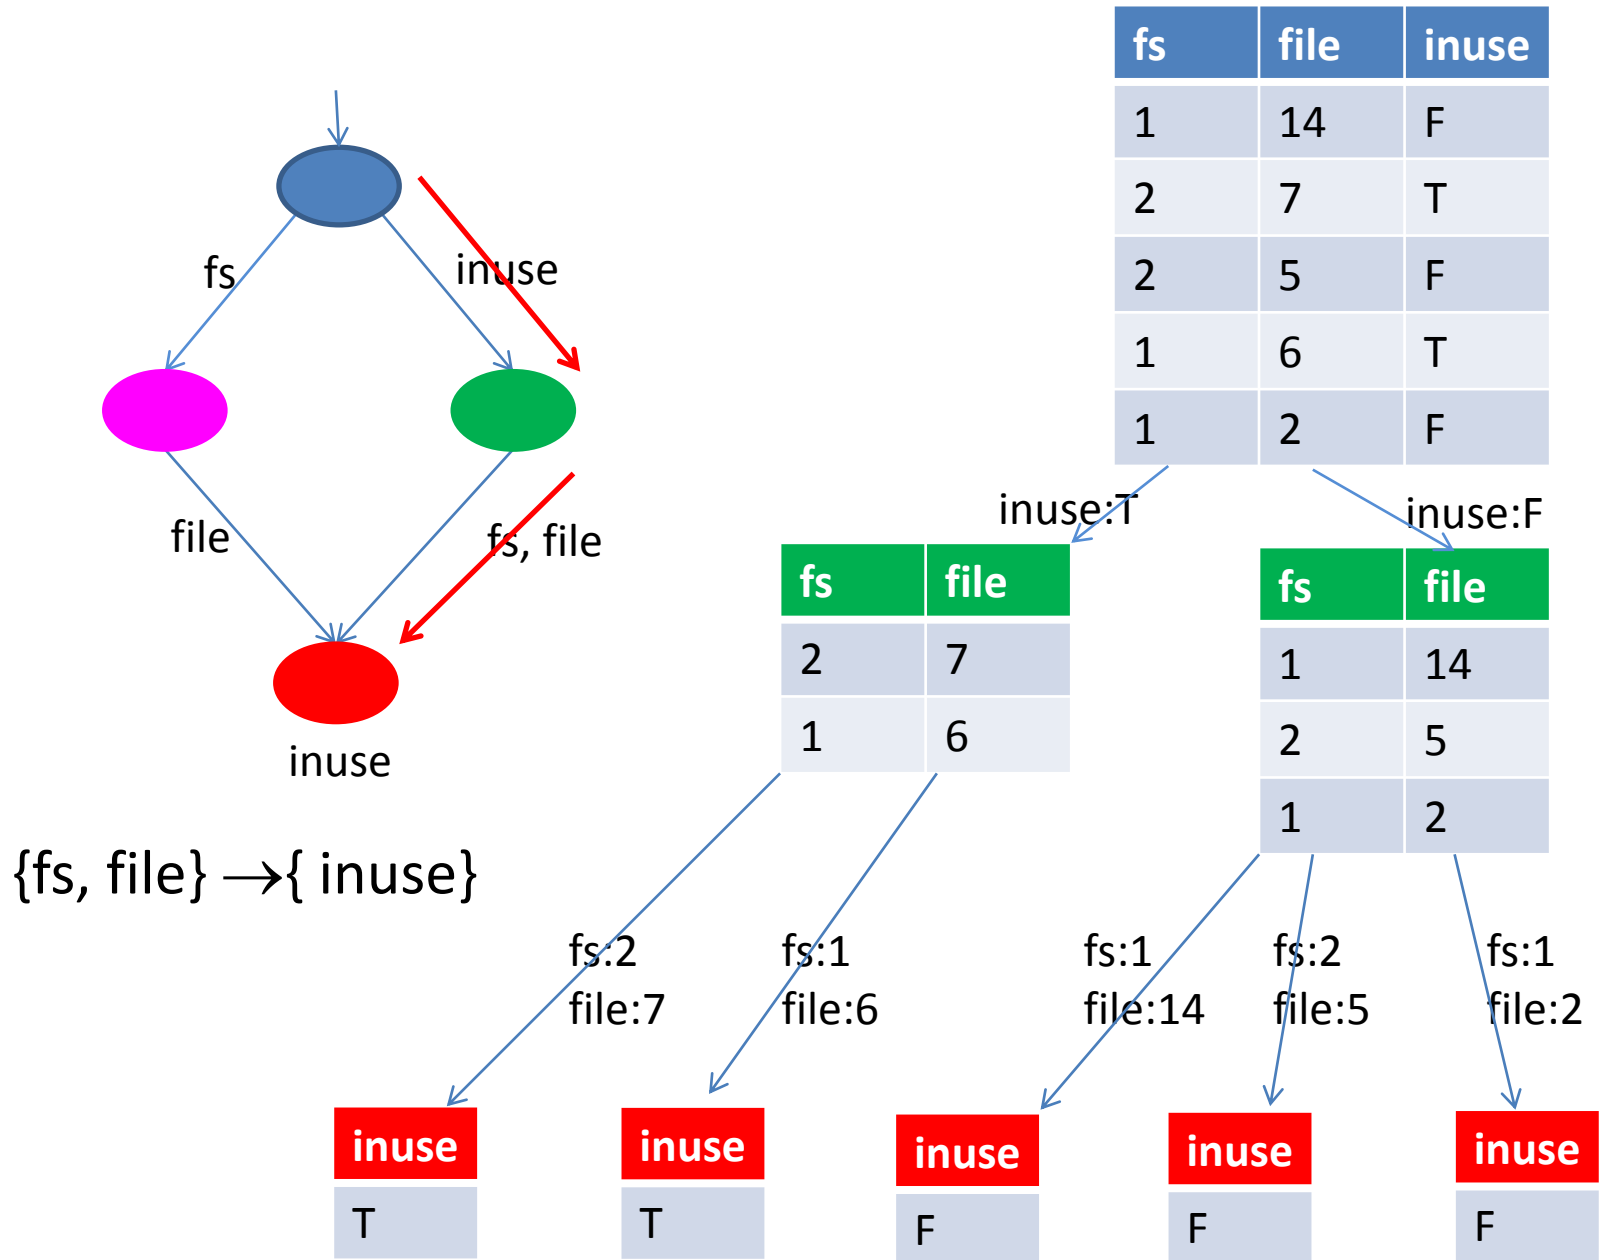 fs file inuse
1 14 F
2 7 T
2 5 F
1 6 T
1 2 F
fs
inuse
file
fs, file
inuse
{fs, file} →{ inuse}
inuse:T
inuse:F
fs file
2 7
1 6
fs file
1 14
2 5
1 2
fs:2
file:7
fs:1
file:6
fs:1
file:14
fs:2
file:5
fs:1
file:2
inuse
T
inuse
T
inuse
F
inuse
F
inuse
F